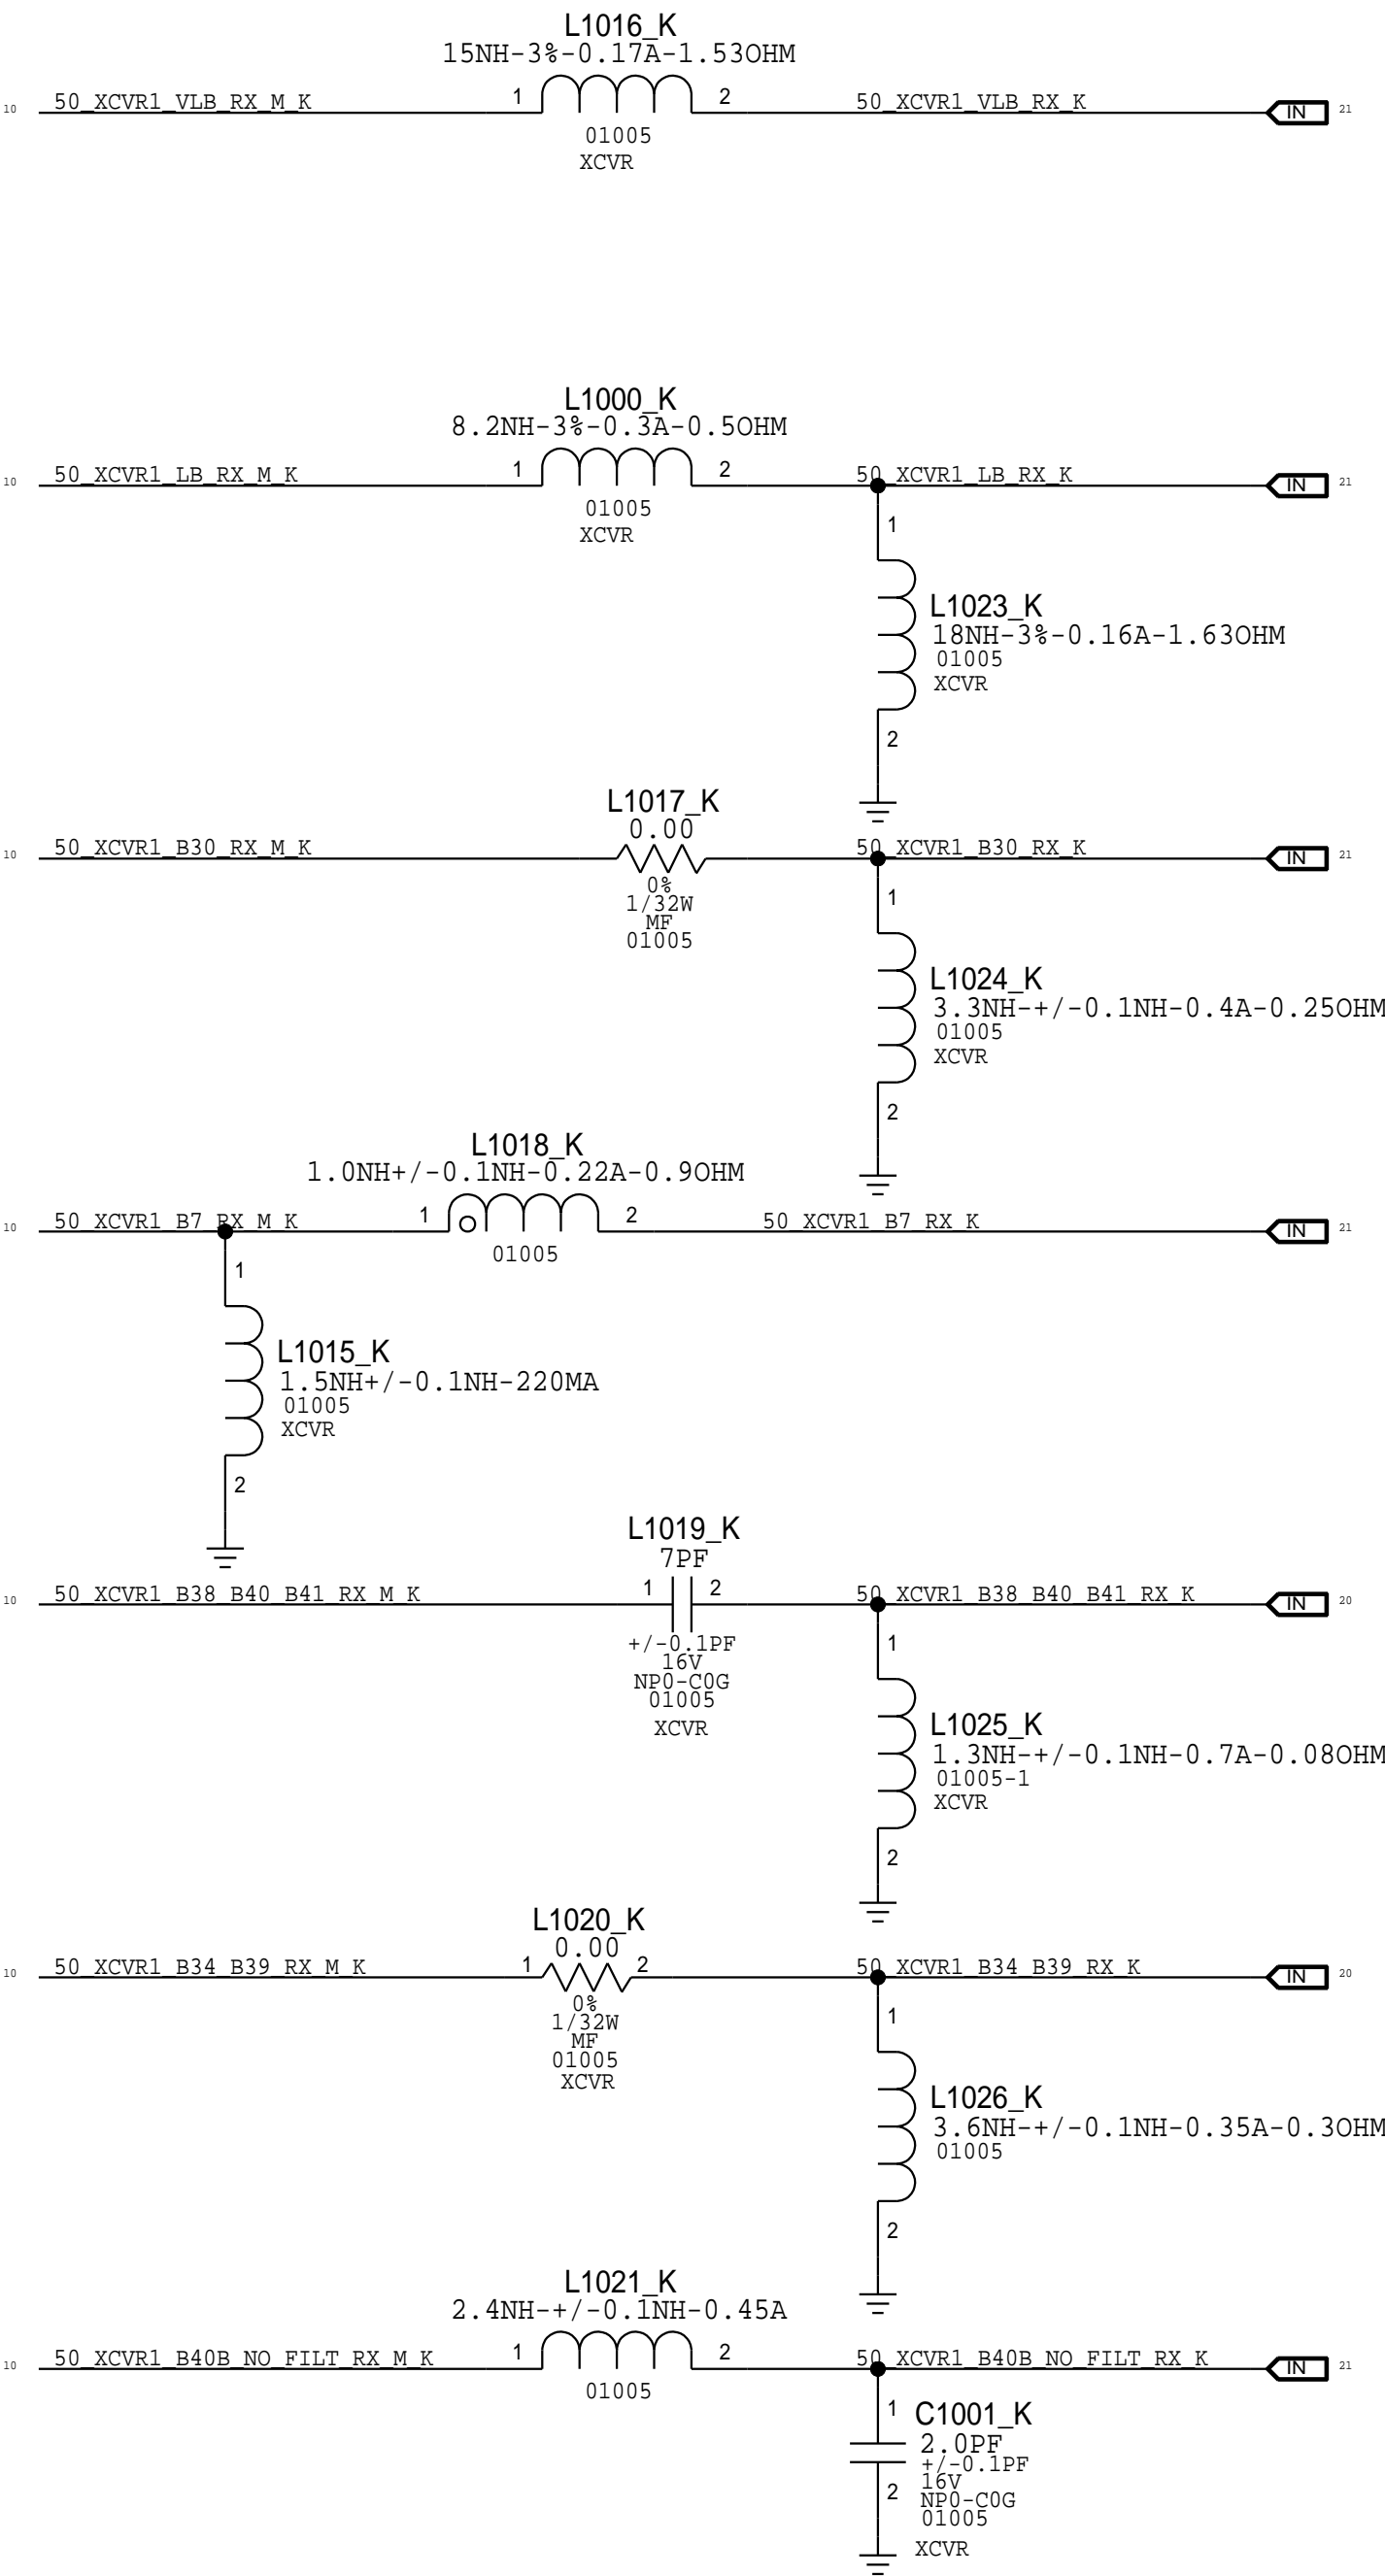 L1016_K
15NH-3%-0.17A-1.53OHM
10 50_XCVR1_VLB_RX_M_K 1 2 50_XCVR1_VLB_RX_K IN 21
01005
XCVR
L1000_K
8.2NH-3%-0.3A-0.5OHM
10 50_XCVR1_LB_RX_M_K 1 2 50_XCVR1_LB_RX_K IN 21
01005
XCVR
1
L1023_K
18NH-3%-0.16A-1.63OHM
01005
XCVR
2
L1017_K
0.00
10 50_XCVR1_B30_RX_M_K 50_XCVR1_B30_RX_K IN 21
0%
1/32W
MF
01005
1
L1024_K
3.3NH-+/-0.1NH-0.4A-0.25OHM
01005
XCVR
2
L1018_K
1.0NH+/-0.1NH-0.22A-0.9OHM
10 50_XCVR1_B7_RX_M_K 1 2 50_XCVR1_B7_RX_K IN 21
01005
1
L1015_K
1.5NH+/-0.1NH-220MA
01005
XCVR
2
L1019_K
7PF
10 50_XCVR1_B38_B40_B41_RX_M_K 1 2 50_XCVR1_B38_B40_B41_RX_K IN 20
+/-0.1PF
16V
NP0-C0G
01005
XCVR
1
L1025_K
1.3NH-+/-0.1NH-0.7A-0.08OHM
01005-1
XCVR
2
L1020_K
0.00
10 50_XCVR1_B34_B39_RX_M_K 1 2 50_XCVR1_B34_B39_RX_K IN 20
0%
1/32W
MF
01005
XCVR
1
L1026_K
3.6NH-+/-0.1NH-0.35A-0.3OHM
01005
2
L1021_K
2.4NH-+/-0.1NH-0.45A
10 50_XCVR1_B40B_NO_FILT_RX_M_K 1 2 50_XCVR1_B40B_NO_FILT_RX_K IN 21
01005
1
C1001_K
2.0PF
+/-0.1PF
16V
2
NP0-C0G
01005
XCVR